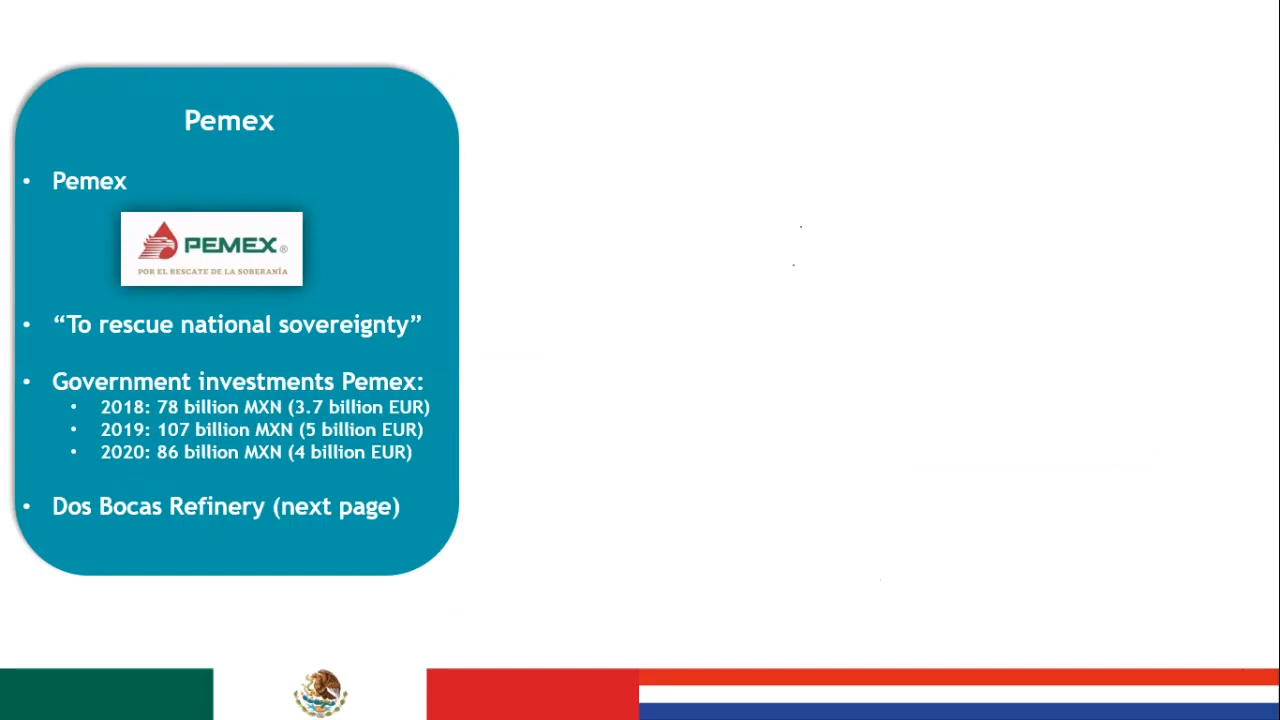 Pemex
• Pemex
PEMEX®
POR EL RESCATE DE LA SOBERANÍA
• “To rescue national sovereignty”
• Government investments Pemex:
• 2018: 78 billion MXN (3.7 billion EUR)
• 2019: 107 billion MXN (5 billion EUR)
• 2020: 86 billion MXN (4 billion EUR)
• Dos Bocas Refinery (next page)